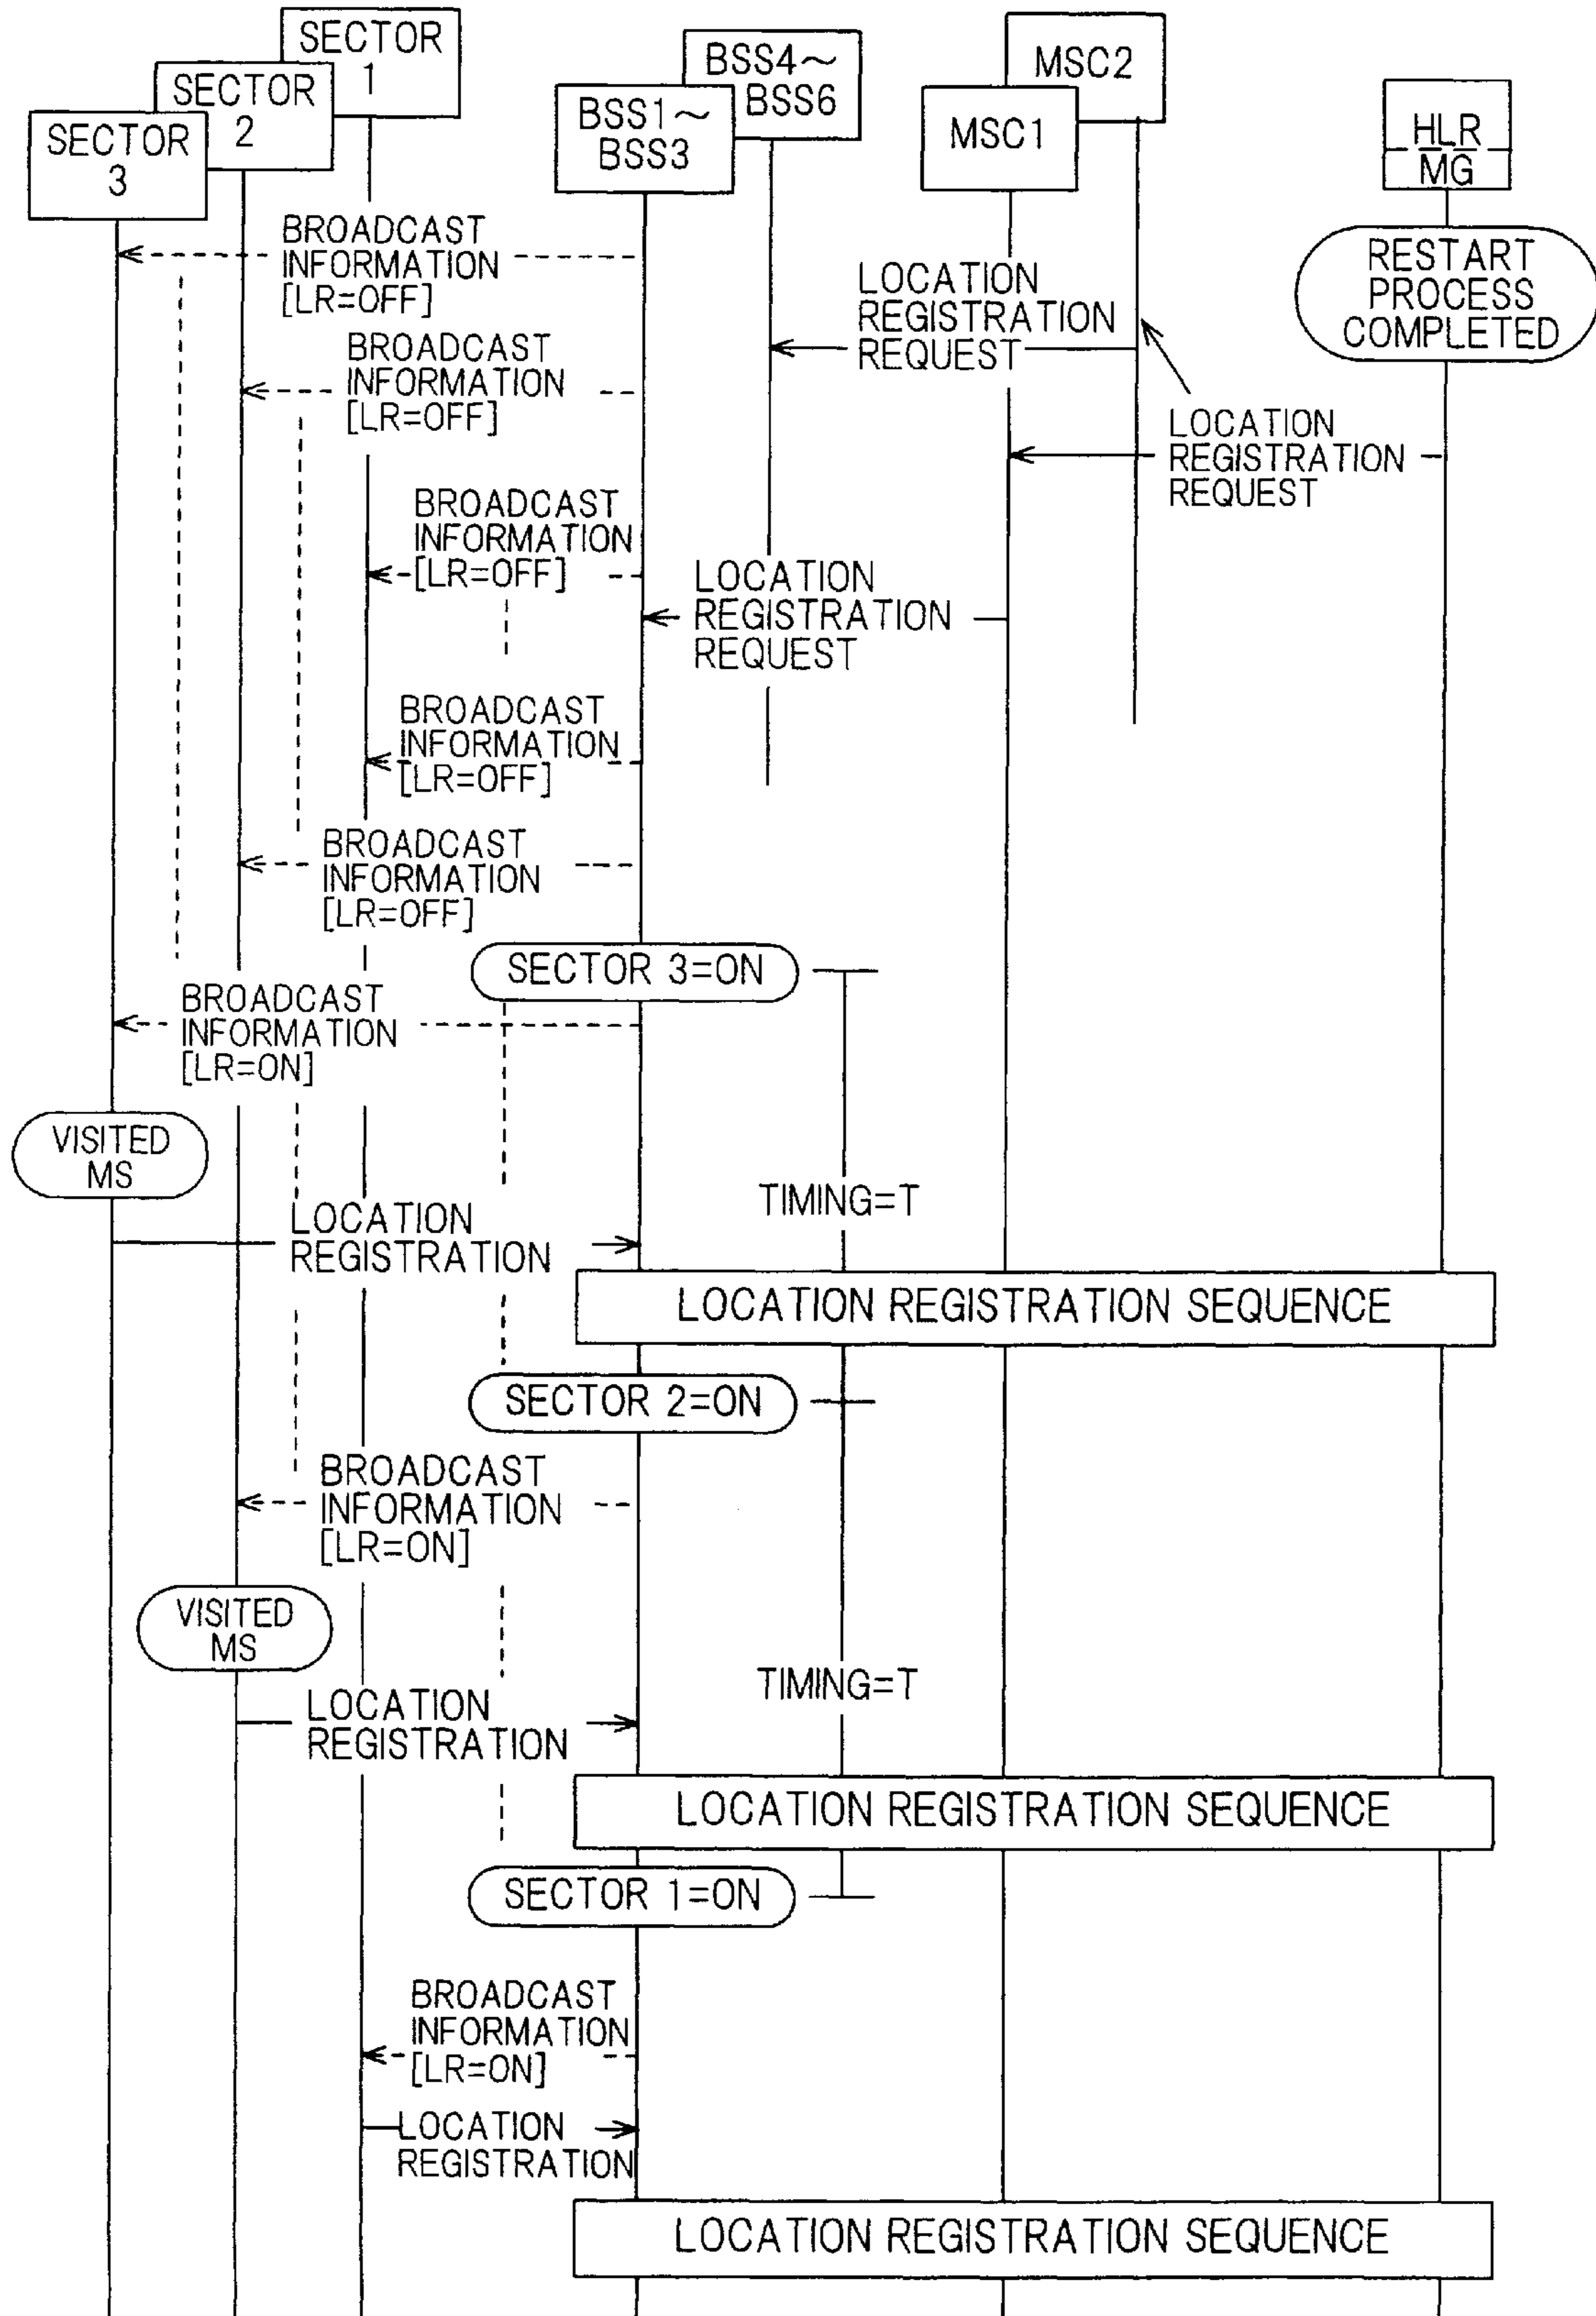 SECTOR
1
SECTOR
2
SECTOR
3
BSS4~
BSS6
BSS1~
BSS3
MSC2
MSC1
HLR
MG
RESTART
PROCESS
COMPLETED
BROADCAST
INFORMATION
[LR=OFF]
LOCATION
REGISTRATION
REQUEST
BROADCAST
INFORMATION
[LR=OFF]
LOCATION
REGISTRATION
REQUEST
BROADCAST
INFORMATION
[LR=OFF]
LOCATION
REGISTRATION
REQUEST
BROADCAST
INFORMATION
[LR=OFF]
BROADCAST
INFORMATION
[LR=OFF]
SECTOR 3=ON
BROADCAST
INFORMATION
[LR=ON]
VISITED
MS
TIMING=T
LOCATION
REGISTRATION
LOCATION REGISTRATION SEQUENCE
SECTOR 2=ON
BROADCAST
INFORMATION
[LR=ON]
VISITED
MS
TIMING=T
LOCATION
REGISTRATION
LOCATION REGISTRATION SEQUENCE
SECTOR 1=ON
BROADCAST
INFORMATION
[LR=ON]
LOCATION
REGISTRATION
LOCATION REGISTRATION SEQUENCE